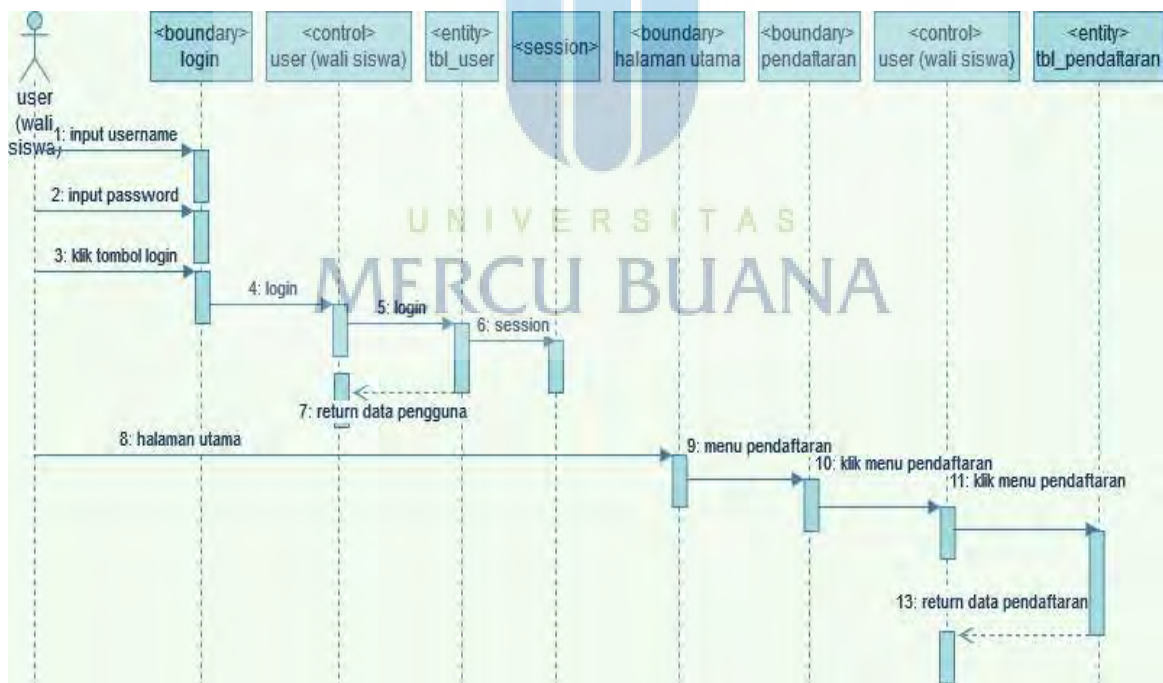 <boundary>
login
<control>
user (wali siswa)
<entity>
tbl_user
<session>
<boundary>
halaman utama
<boundary>
pendaftaran
<control>
user (wali siswa)
<entity>
tbl_pendaftaran
user
(wali
siswa)
1: input username
2: input password
3: klik tombol login
4: login
5: login
6: session
7: return data pengguna
8: halaman utama
9: menu pendaftaran
10: klik menu pendaftaran
11: klik menu pendaftaran
13: return data pendaftaran
UNIVERSITAS
MERCU BUANA